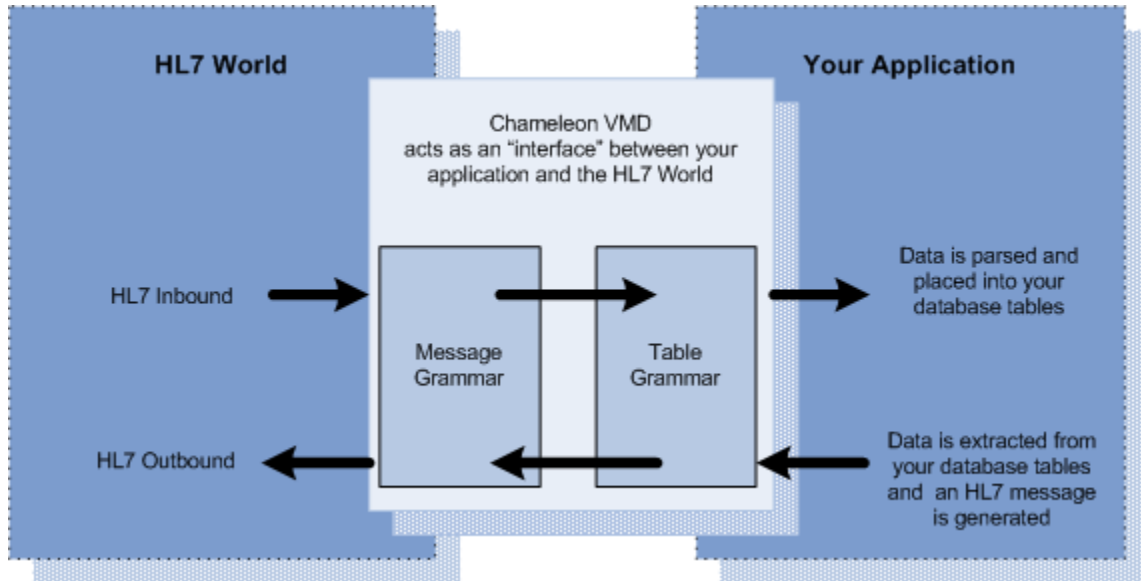 HL7 World
Your Application
Chameleon VMD
acts as an “interface” between your
application and the HL7 World
HL7 Inbound
Message
Grammar
Table
Grammar
Data is parsed and
placed into your
database tables
HL7 Outbound
Data is extracted from
your database tables
and an HL7 message
is generated